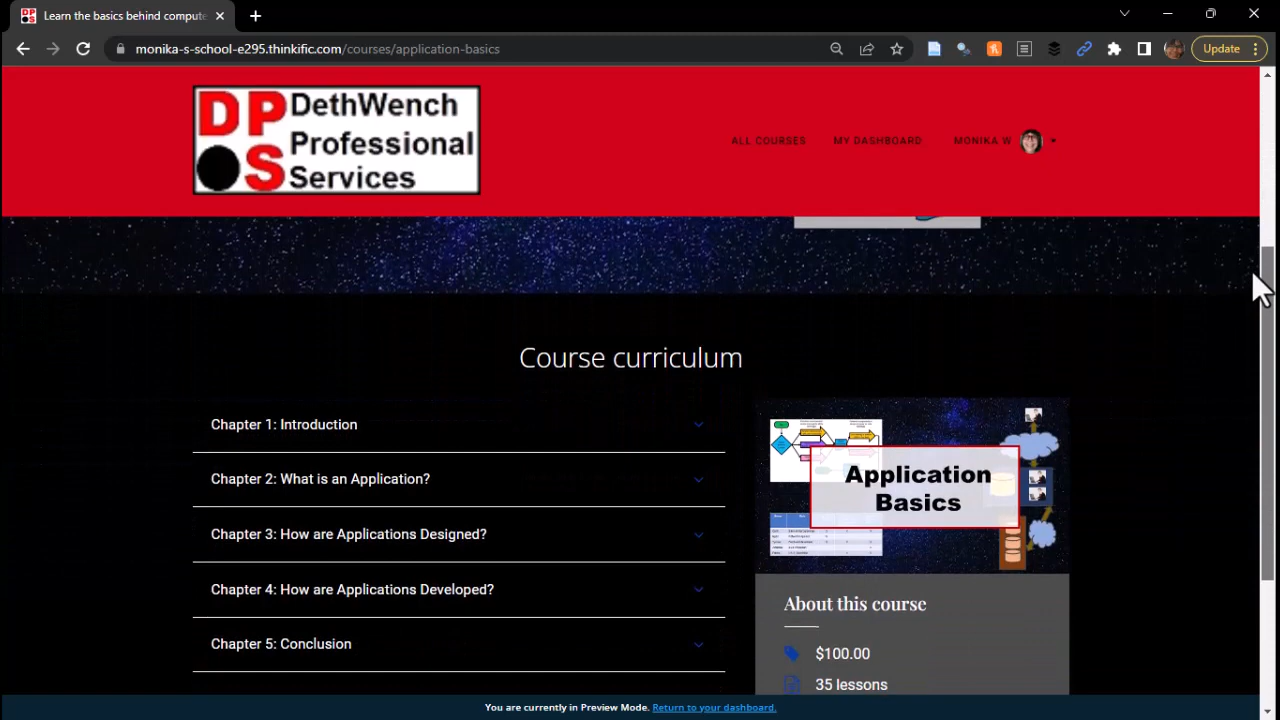 Learn the basics behind compute
monika-s-school-e295.thinkific.com/courses/application-basics
Update
DPS
DethWench
Professional
Services
ALL COURSES MY DASHBOARD MONIKA W
Course curriculum
Chapter 1: Introduction
Chapter 2: What is an Application?
Chapter 3: How are Applications Designed?
Chapter 4: How are Applications Developed?
Chapter 5: Conclusion
Application
Basics
About this course
$100.00
35 lessons
You are currently in Preview Mode. Return to your dashboard.